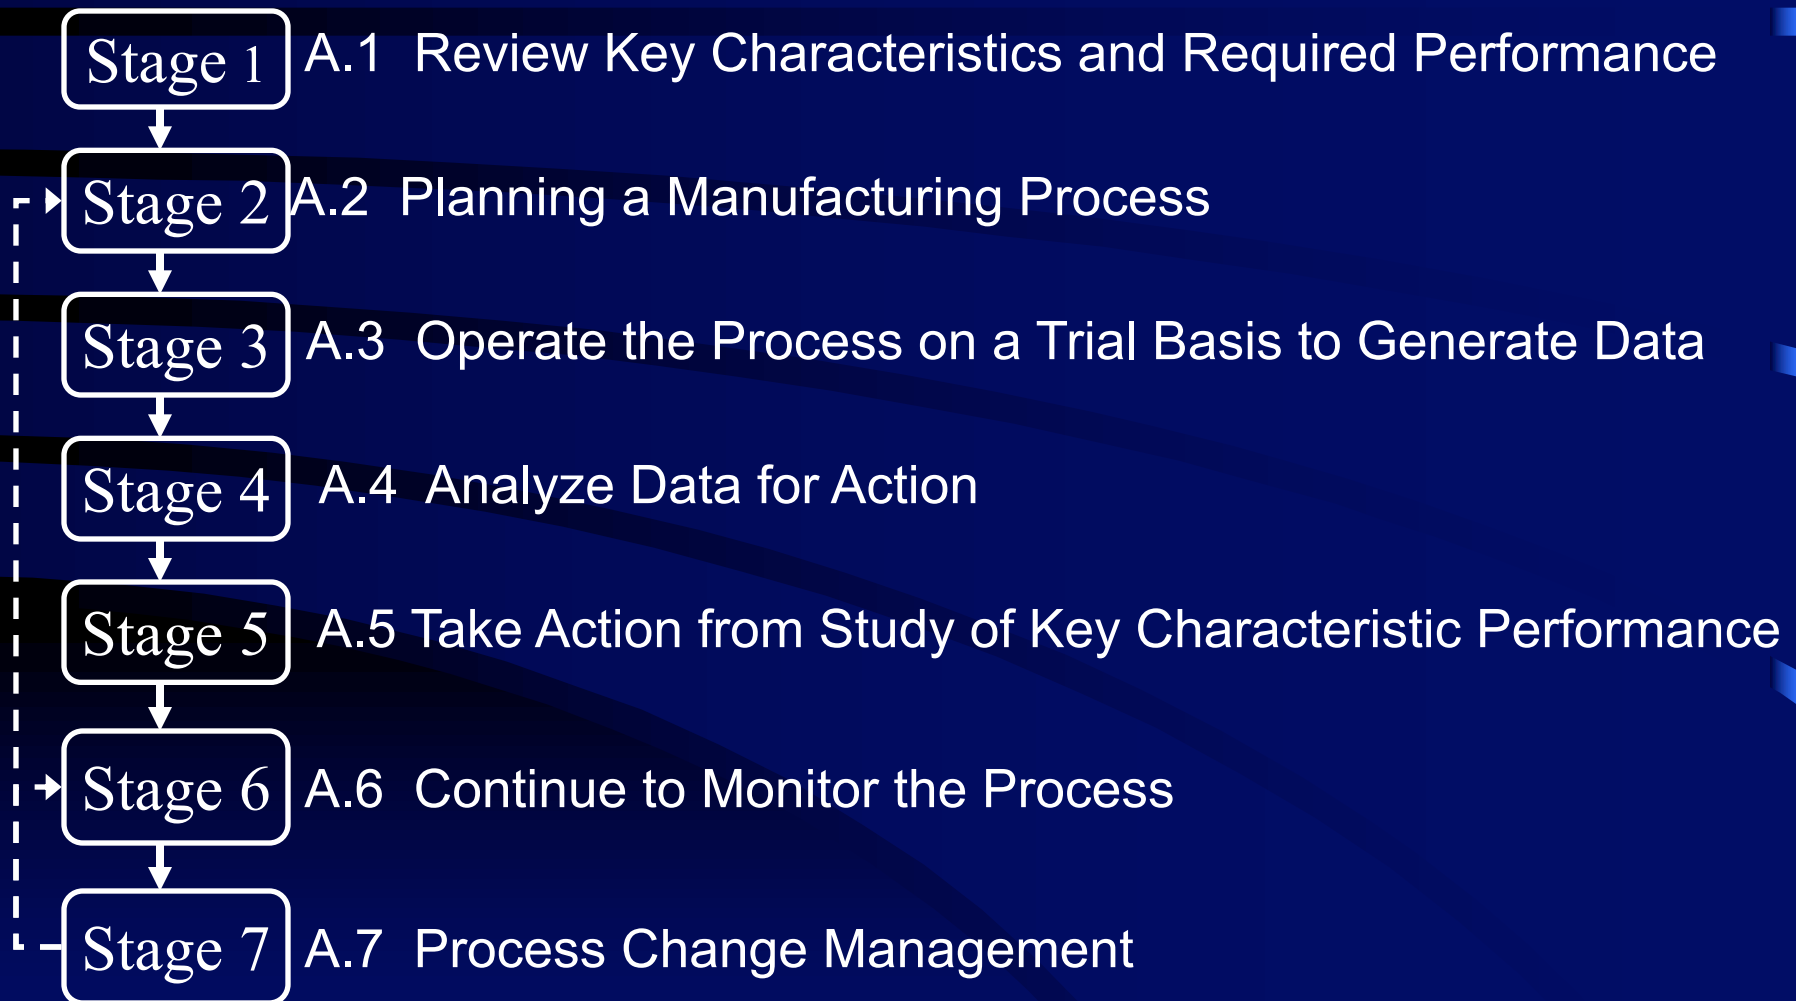 Stage 1 A.1 Review Key Characteristics and Required Performance
Stage 2 A.2 Planning a Manufacturing Process
Stage 3 A.3 Operate the Process on a Trial Basis to Generate Data
Stage 4 A.4 Analyze Data for Action
Stage 5 A.5 Take Action from Study of Key Characteristic Performance
Stage 6 A.6 Continue to Monitor the Process
Stage 7 A.7 Process Change Management